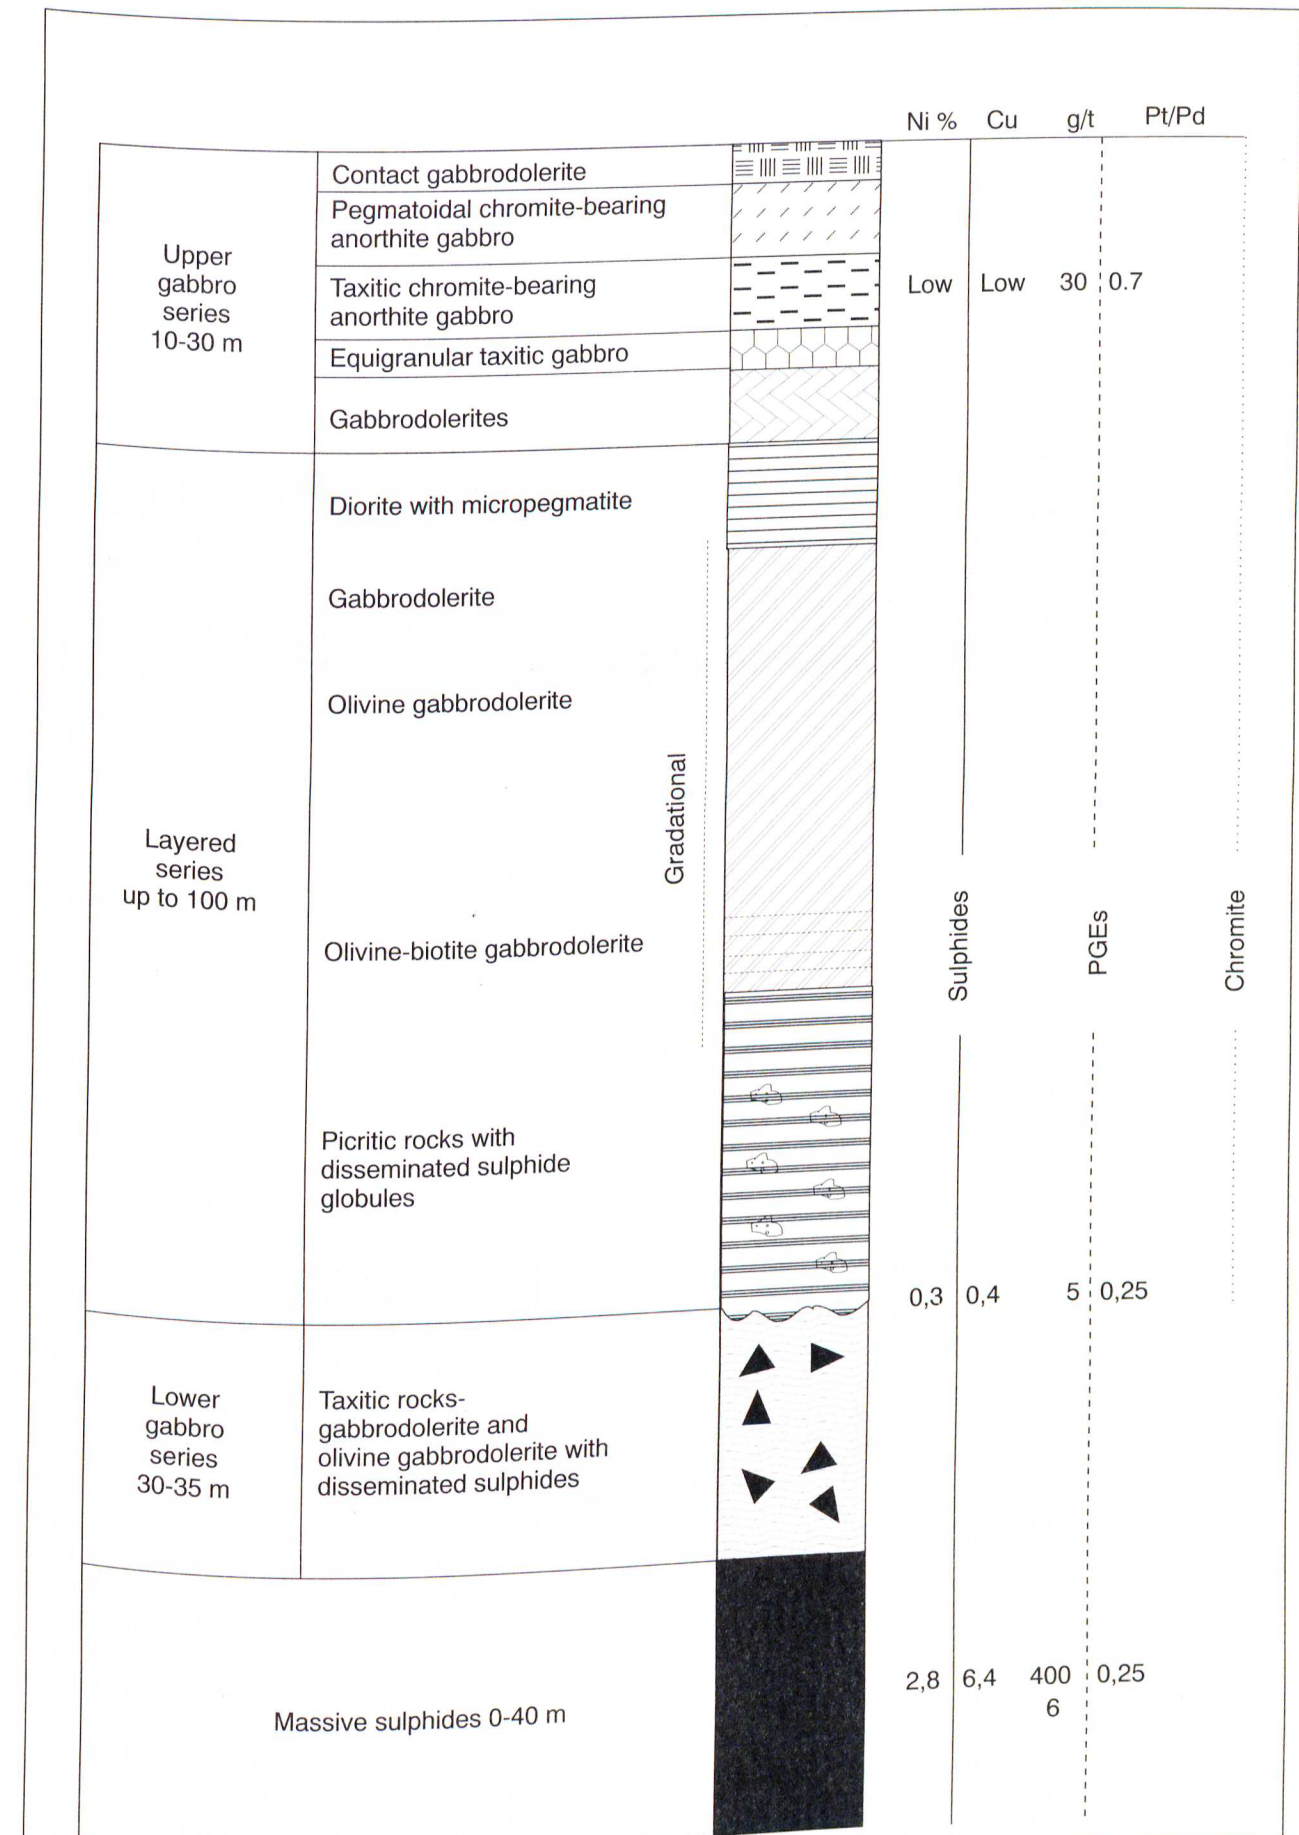 Ni % Cu g/t Pt/Pd
Upper
gabbro
series
10-30 m
Contact gabbrodolerite
Pegmatoidal chromite-bearing
anorthite gabbro
Taxitic chromite-bearing
anorthite gabbro
Equigranular taxitic gabbro
Gabbrodolerites
Low Low 30 0.7
Layered
series
up to 100 m
Diorite with micropegmatite
Gabbrodolerite
Olivine gabbrodolerite
Olivine-biotite gabbrodolerite
Gradational
Picritic rocks with
disseminated sulphide
globules
Sulphides
PGEs
Chromite
0,3 0,4 5 0,25
Lower
gabbro
series
30-35 m
Taxitic rocks-
gabbrodolerite and
olivine gabbrodolerite with
disseminated sulphides
Massive sulphides 0-40 m
2,8 6,4 400 0,25
6